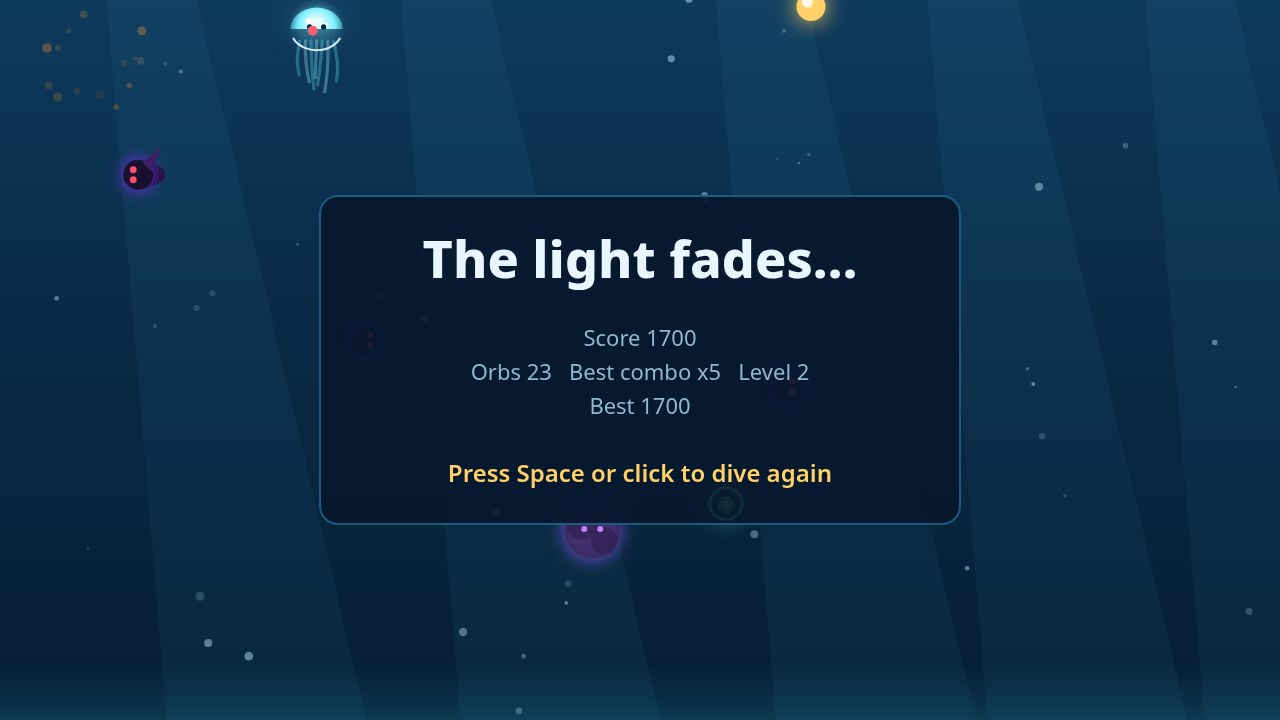 The light fades...
Score 1700
Orbs 23 Best combo x5 Level 2
Best 1700
Press Space or click to dive again